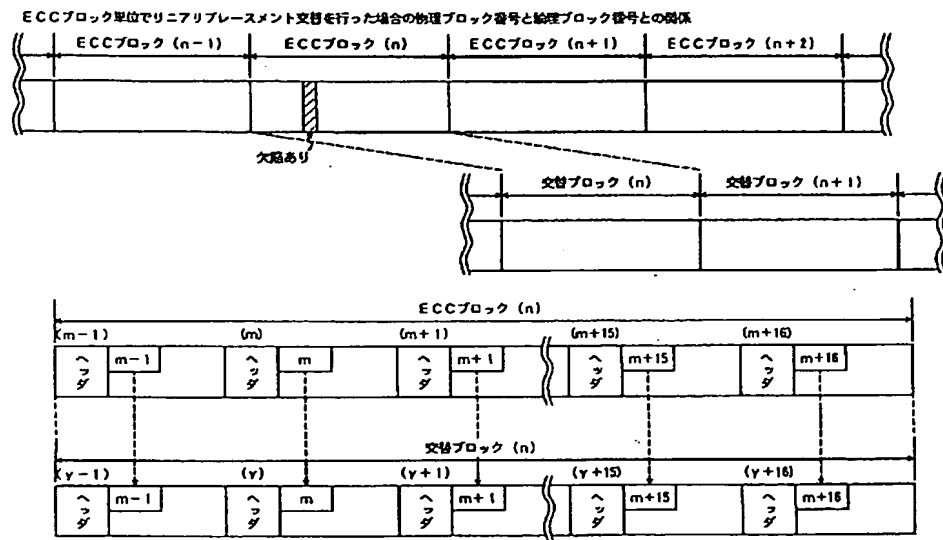 ECCブロック単位でリニアリプレースメント交替を行った場合の物理ブロック番号と論理ブロック番号との関係
ECCブロック (n-1) ECCブロック (n) ECCブロック (n+1) ECCブロック (n+2)
欠陥あり
交替ブロック (n) 交替ブロック (n+1)
ECCブロック (n)
(m-1) (m) (m+1) (m+15) (m+16)
ヘッダ m-1 ヘッダ m ヘッダ m+1 ヘッダ m+15 ヘッダ m+16
交替ブロック (n)
(y-1) (y) (y+1) (y+15) (y+16)
ヘッダ m-1 ヘッダ m ヘッダ m+1 ヘッダ m+15 ヘッダ m+16